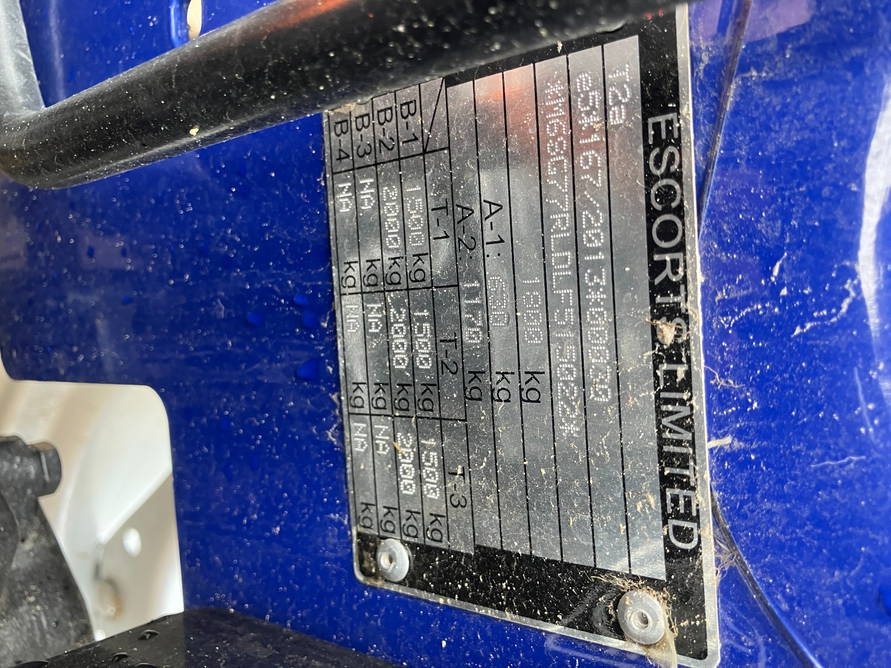 ESCORTS LIMITED
T2a
e5*167/2013*00020
1800 kg
A-1: 630 kg
A-2: 1170 kg
T-1 T-2 T-3
B-1 1500 kg 1500 kg 1500 kg
B-2 2000 kg 2000 kg 2000 kg
B-3 NA kg NA kg NA kg
B-4 NA kg NA kg NA kg